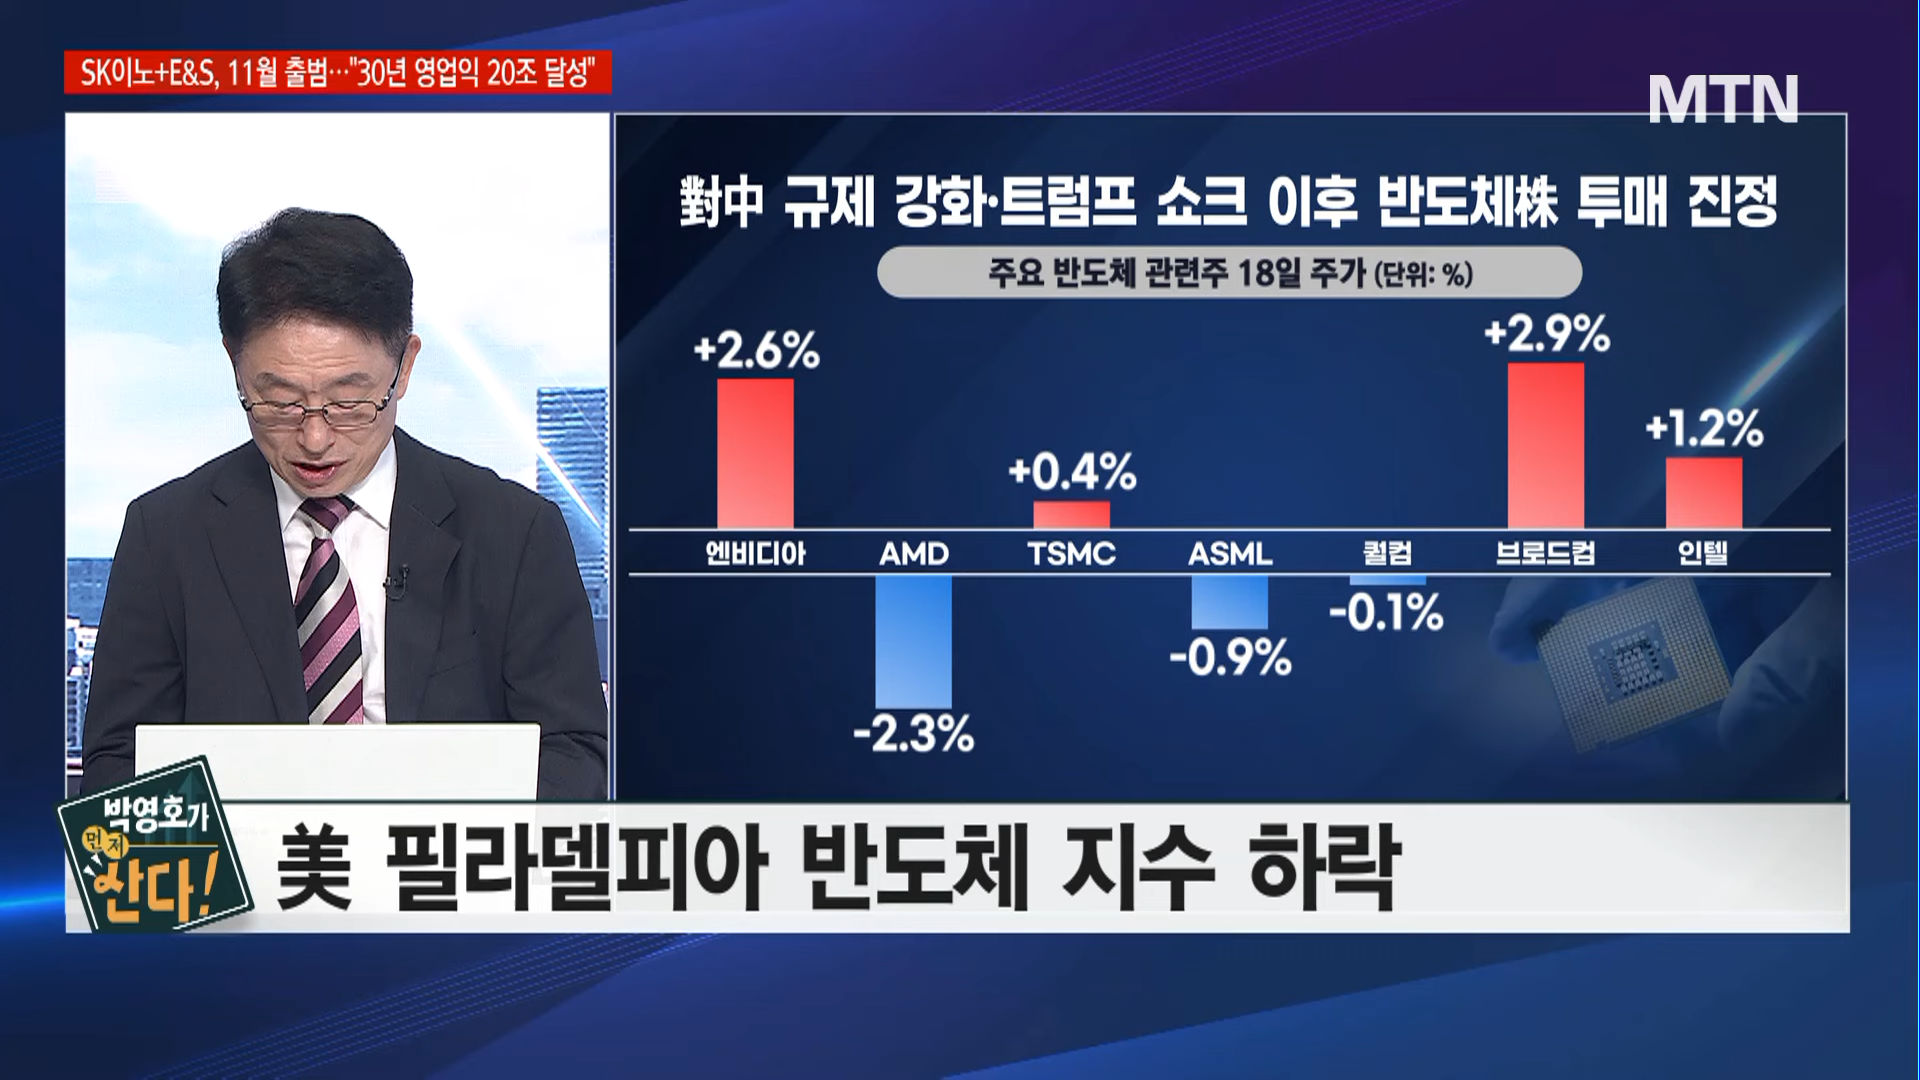 SK이노+E&S, 11월 출범…"30년 영업익 20조 달성"
MTN
對中 규제 강화·트럼프 쇼크 이후 반도체株 투매 진정
주요 반도체 관련주 18일 주가 (단위: %)
+2.6%
+0.4%
+2.9%
+1.2%
엔비디아 AMD TSMC ASML 퀄컴 브로드컴 인텔
-2.3%
-0.9%
-0.1%
박영호가
먼저
산다!
美 필라델피아 반도체 지수 하락